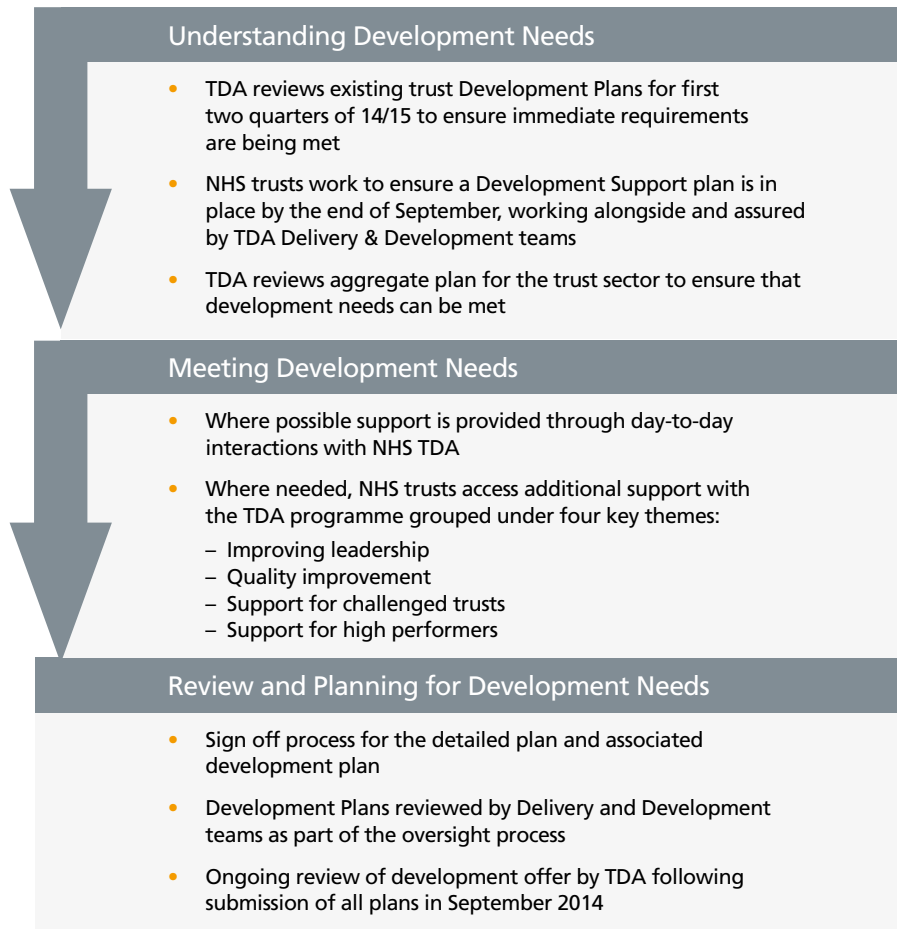 Understanding Development Needs
• TDA reviews existing trust Development Plans for first
two quarters of 14/15 to ensure immediate requirements
are being met
• NHS trusts work to ensure a Development Support plan is in
place by the end of September, working alongside and assured
by TDA Delivery & Development teams
• TDA reviews aggregate plan for the trust sector to ensure that
development needs can be met
Meeting Development Needs
• Where possible support is provided through day-to-day
interactions with NHS TDA
• Where needed, NHS trusts access additional support with
the TDA programme grouped under four key themes:
– Improving leadership
– Quality improvement
– Support for challenged trusts
– Support for high performers
Review and Planning for Development Needs
• Sign off process for the detailed plan and associated
development plan
• Development Plans reviewed by Delivery and Development
teams as part of the oversight process
• Ongoing review of development offer by TDA following
submission of all plans in September 2014